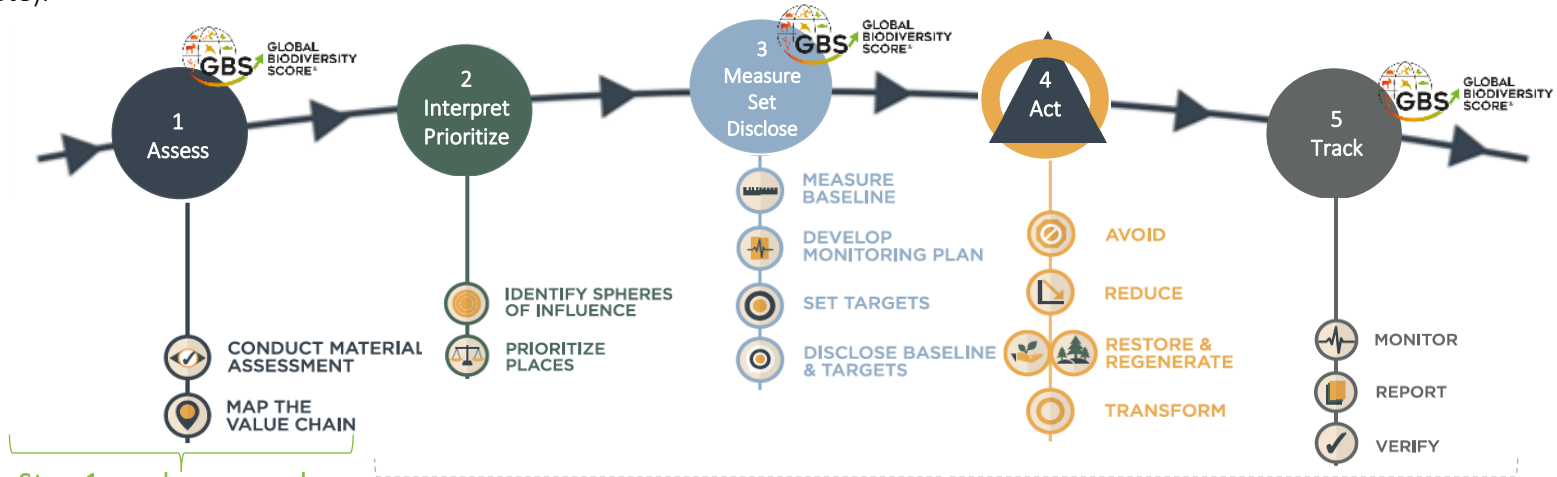 GLOBAL
BIODIVERSITY
SCORE®
GBS
1
Assess
2
Interpret
Prioritize
GLOBAL
BIODIVERSITY
SCORE®
GBS
3
Measure
Set
Disclose
4
Act
GLOBAL
BIODIVERSITY
SCORE®
GBS
5
Track
CONDUCT MATERIAL
ASSESSMENT
MAP THE
VALUE CHAIN
IDENTIFY SPHERES
OF INFLUENCE
PRIORITIZE
PLACES
MEASURE
BASELINE
DEVELOP
MONITORING PLAN
SET TARGETS
DISCLOSE BASELINE
& TARGETS
AVOID
REDUCE
RESTORE &
REGENERATE
TRANSFORM
MONITOR
REPORT
VERIFY